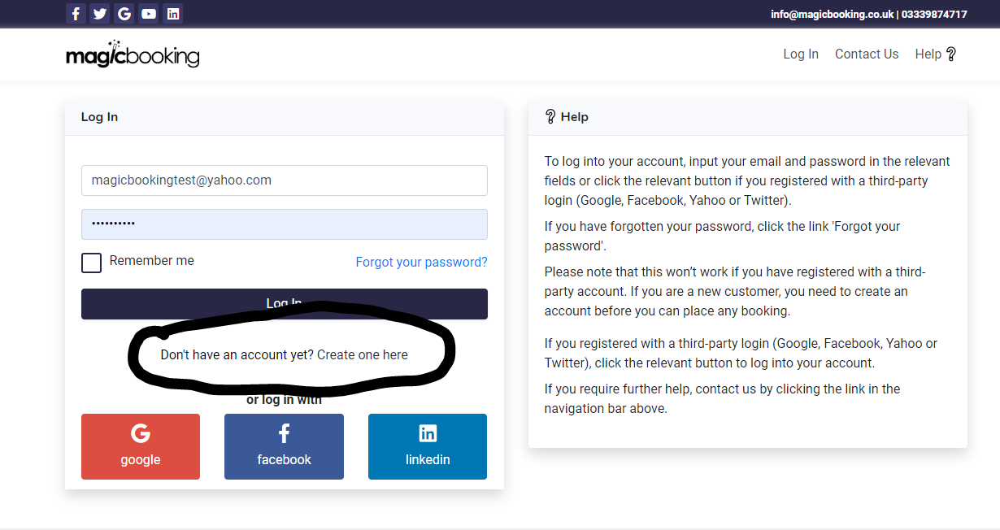 info@magicbooking.co.uk | 03339874717
magicbooking
Log In
Contact Us
Help
Log In
magicbookingtest@yahoo.com
••••••••••
Remember me
Forgot your password?
Log In
Don't have an account yet? Create one here
or log in with
google
facebook
linkedin
Help
To log into your account, input your email and password in the relevant
fields or click the relevant button if you registered with a third-party
login (Google, Facebook, Yahoo or Twitter).
If you have forgotten your password, click the link 'Forgot your
password'.
Please note that this won’t work if you have registered with a third-
party account. If you are a new customer, you need to create an
account before you can place any booking.
If you registered with a third-party login (Google, Facebook, Yahoo or
Twitter), click the relevant button to log into your account.
If you require further help, contact us by clicking the link in the
navigation bar above.